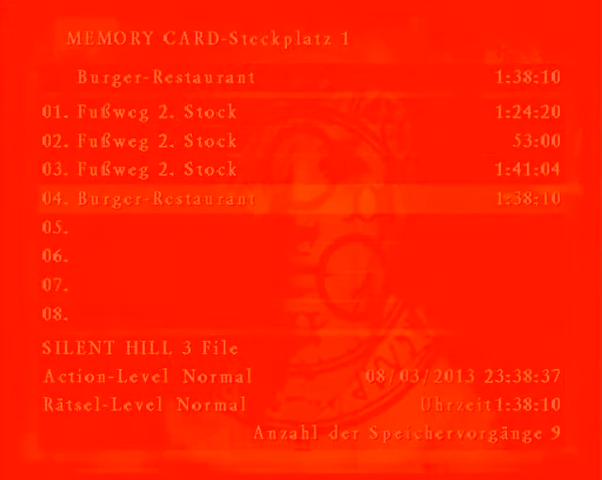 MEMORY CARD-Steckplatz 1
Burger-Restaurant 1:38:10
01. Fußweg 2. Stock 1:24:20
02. Fußweg 2. Stock 53:00
03. Fußweg 2. Stock 1:41:04
04. Burger-Restaurant 1:38:10
05.
06.
07.
08.
SILENT HILL 3 File
Action-Level Normal 08/03/2013 23:38:37
Rätsel-Level Normal Uhrzeit1:38:10
Anzahl der Speichervorgänge 9